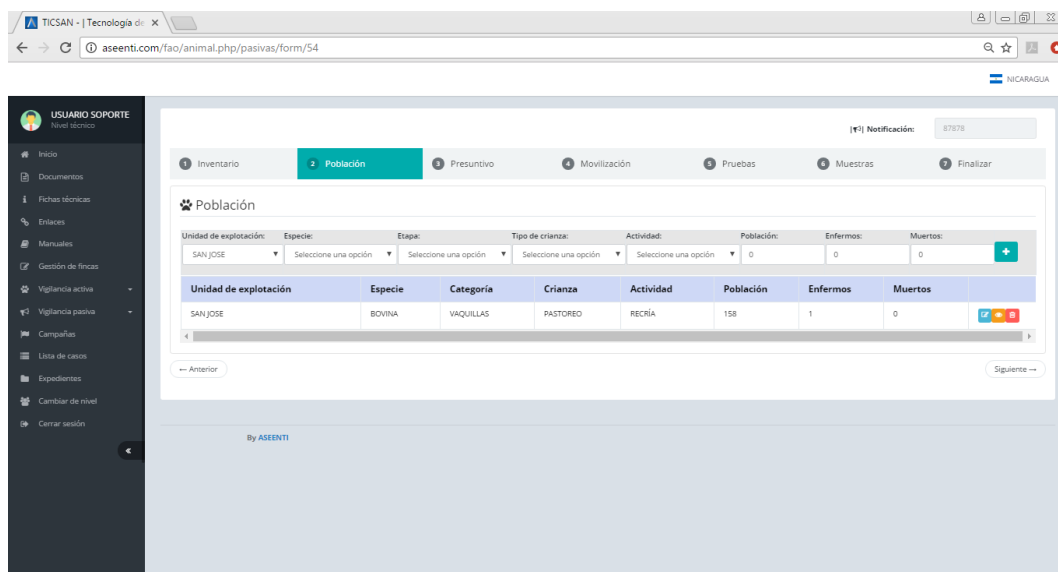 TICSAN - | Tecnología de
aseenti.com/fao/animal.php/pasivas/form/54
NICARAGUA
USUARIO SOPORTE
Nivel técnico
Inicio
Documentos
Fichas técnicas
Enlaces
Manuales
Gestión de fincas
Vigilancia activa
Vigilancia pasiva
Campañas
Lista de casos
Expedientes
Cambiar de nivel
Cerrar sesión
Notificación: 87878
1 Inventario 2 Población 3 Presuntivo 4 Movilización 5 Pruebas 6 Muestras 7 Finalizar
Población
Unidad de explotación: Especie: Etapa: Tipo de crianza: Actividad: Población: Enfermos: Muertos:
SAN JOSE Seleccione una opción Seleccione una opción Seleccione una opción Seleccione una opción 0 0 0 +
Unidad de explotación Especie Categoría Crianza Actividad Población Enfermos Muertos
SAN JOSE BOVINA VAQUILLAS PASTOREO RECRÍA 158 1 0
← Anterior Siguiente →
By ASEENTI